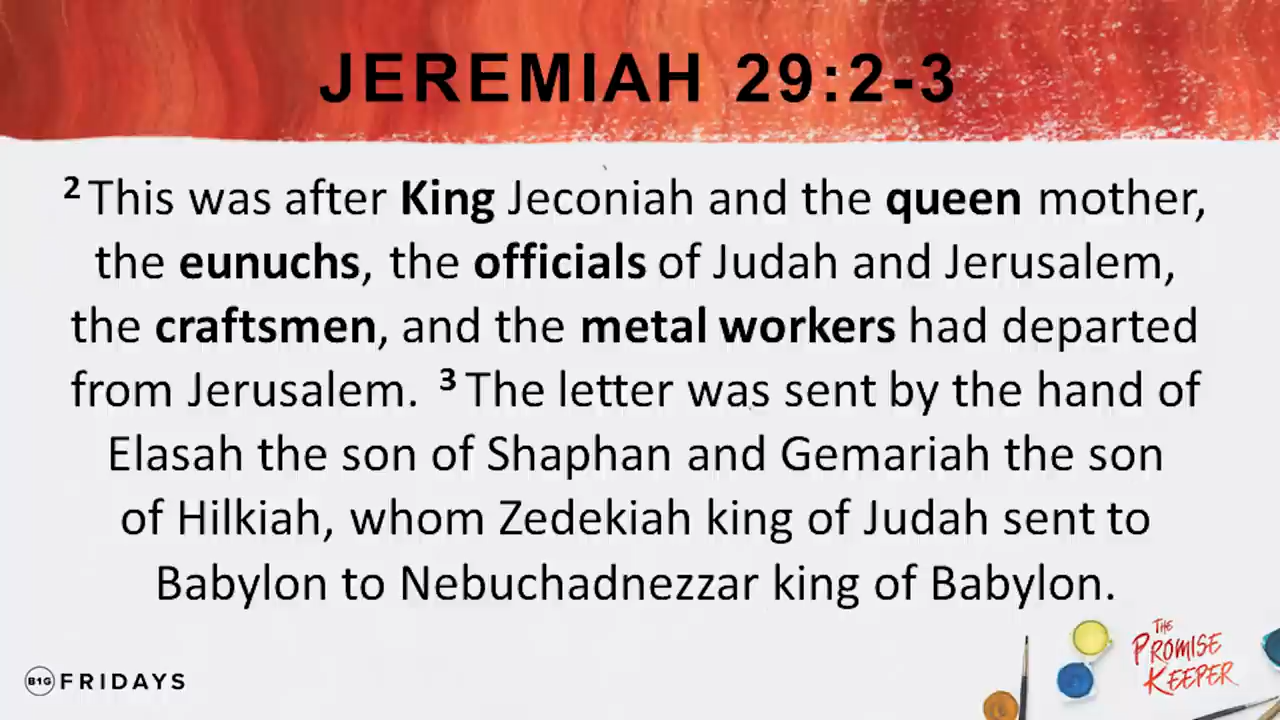 JEREMIAH 29:2-3
2 This was after King Jeconiah and the queen mother,
the eunuchs, the officials of Judah and Jerusalem,
the craftsmen, and the metal workers had departed
from Jerusalem. 3 The letter was sent by the hand of
Elasah the son of Shaphan and Gemariah the son
of Hilkiah, whom Zedekiah king of Judah sent to
Babylon to Nebuchadnezzar king of Babylon.
THE
PROMISE
KEEPER
B1G FRIDAYS